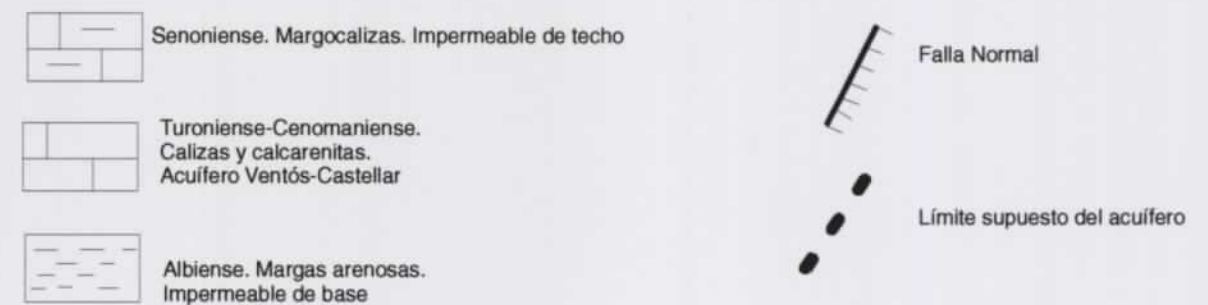 Senoniense. Margocalizas. Impermeable de techo
Turoniense-Cenomaniense.
Calizas y calcarenitas.
Acuífero Ventós-Castellar
Albiense. Margas arenosas.
Impermeable de base
Falla Normal
Límite supuesto del acuífero